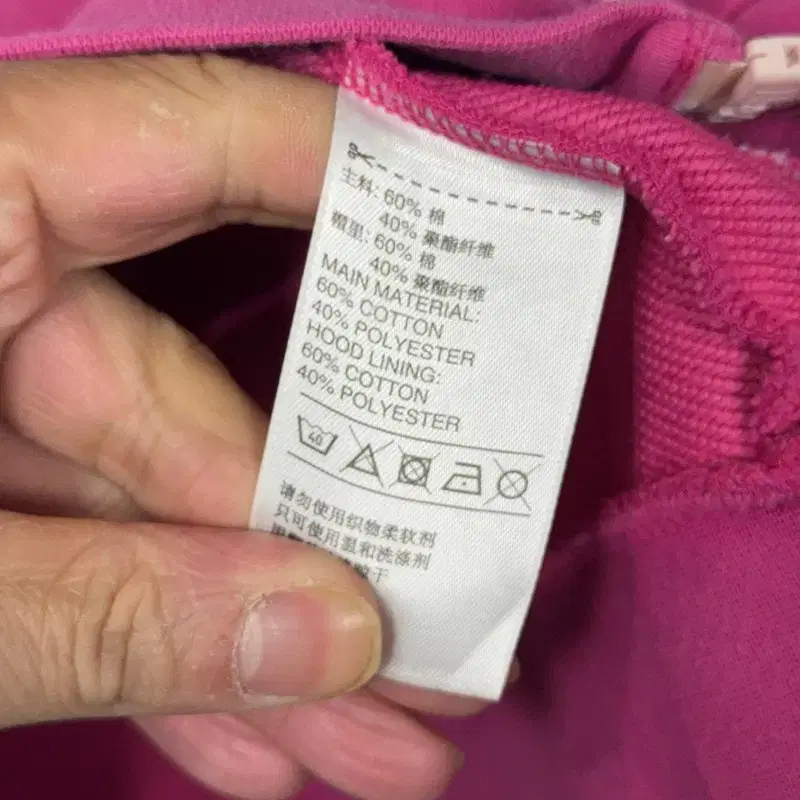 主料: 60% 棉
40% 聚酯纤维
帽里: 60% 棉
40% 聚酯纤维
MAIN MATERIAL:
60% COTTON
40% POLYESTER
HOOD LINING:
60% COTTON
40% POLYESTER
40
请勿使用织物柔软剂
只可使用温和洗涤剂